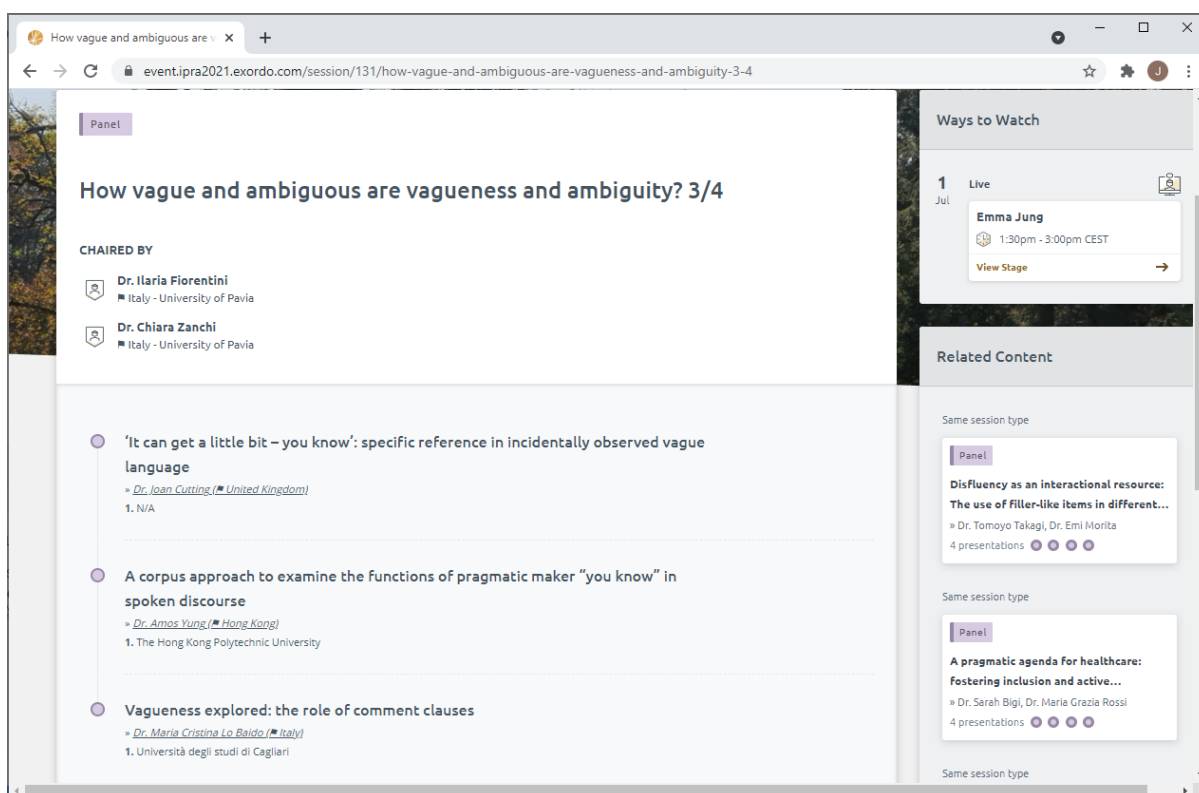 How vague and ambiguous are v
event.ipra2021.exordo.com/session/131/how-vague-and-ambiguous-are-vagueness-and-ambiguity-3-4
J
Panel
How vague and ambiguous are vagueness and ambiguity? 3/4
CHAIRED BY
Dr. Ilaria Fiorentini
Italy - University of Pavia
Dr. Chiara Zanchi
Italy - University of Pavia
‘It can get a little bit – you know’: specific reference in incidentally observed vague
language
» Dr. Joan Cutting (United Kingdom)
1. N/A
A corpus approach to examine the functions of pragmatic maker “you know” in
spoken discourse
» Dr. Amos Yung (Hong Kong)
1. The Hong Kong Polytechnic University
Vagueness explored: the role of comment clauses
» Dr. Maria Cristina Lo Baido (Italy)
1. Università degli studi di Cagliari
Ways to Watch
1
Jul
Live
Emma Jung
1:30pm - 3:00pm CEST
View Stage →
Related Content
Same session type
Panel
Disfluency as an interactional resource:
The use of filler-like items in different...
» Dr. Tomoyo Takagi, Dr. Emi Morita
4 presentations
Same session type
Panel
A pragmatic agenda for healthcare:
fostering inclusion and active...
» Dr. Sarah Bigi, Dr. Maria Grazia Rossi
4 presentations
Same session type